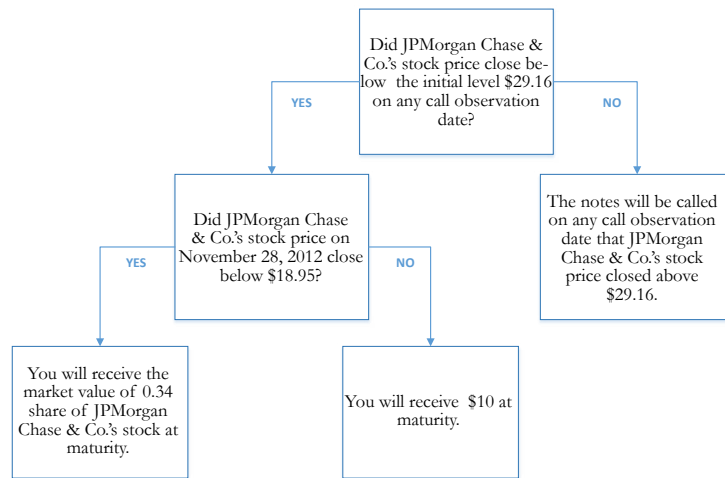 Did JPMorgan Chase &
Co.'s stock price close be-
low the initial level $29.16
on any call observation
date?
YES
NO
Did JPMorgan Chase
& Co.'s stock price on
November 28, 2012 close
below $18.95?
The notes will be called
on any call observation
date that JPMorgan
Chase & Co.'s stock
price closed above
$29.16.
YES
NO
You will receive the
market value of 0.34
share of JPMorgan
Chase & Co.'s stock at
maturity.
You will receive $10 at
maturity.